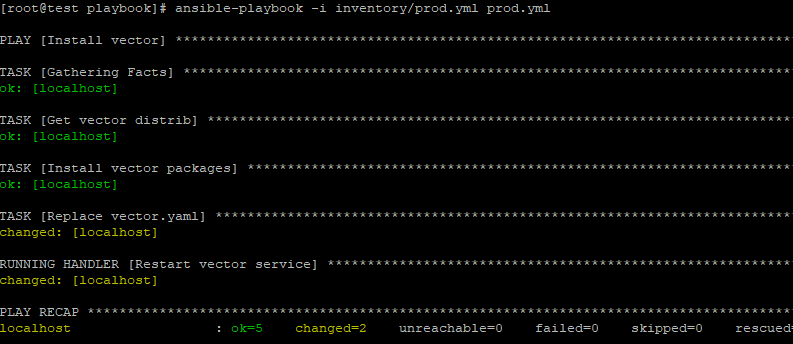 [root@test playbook]# ansible-playbook -i inventory/prod.yml prod.yml
PLAY [Install vector] *****************************************************************************
TASK [Gathering Facts] ****************************************************************************
ok: [localhost]
TASK [Get vector distrib] *************************************************************************
ok: [localhost]
TASK [Install vector packages] ********************************************************************
ok: [localhost]
TASK [Replace vector.yaml] ************************************************************************
changed: [localhost]
RUNNING HANDLER [Restart vector service] **********************************************************
changed: [localhost]
PLAY RECAP ****************************************************************************************
localhost                  : ok=5    changed=2    unreachable=0    failed=0    skipped=0    rescued=